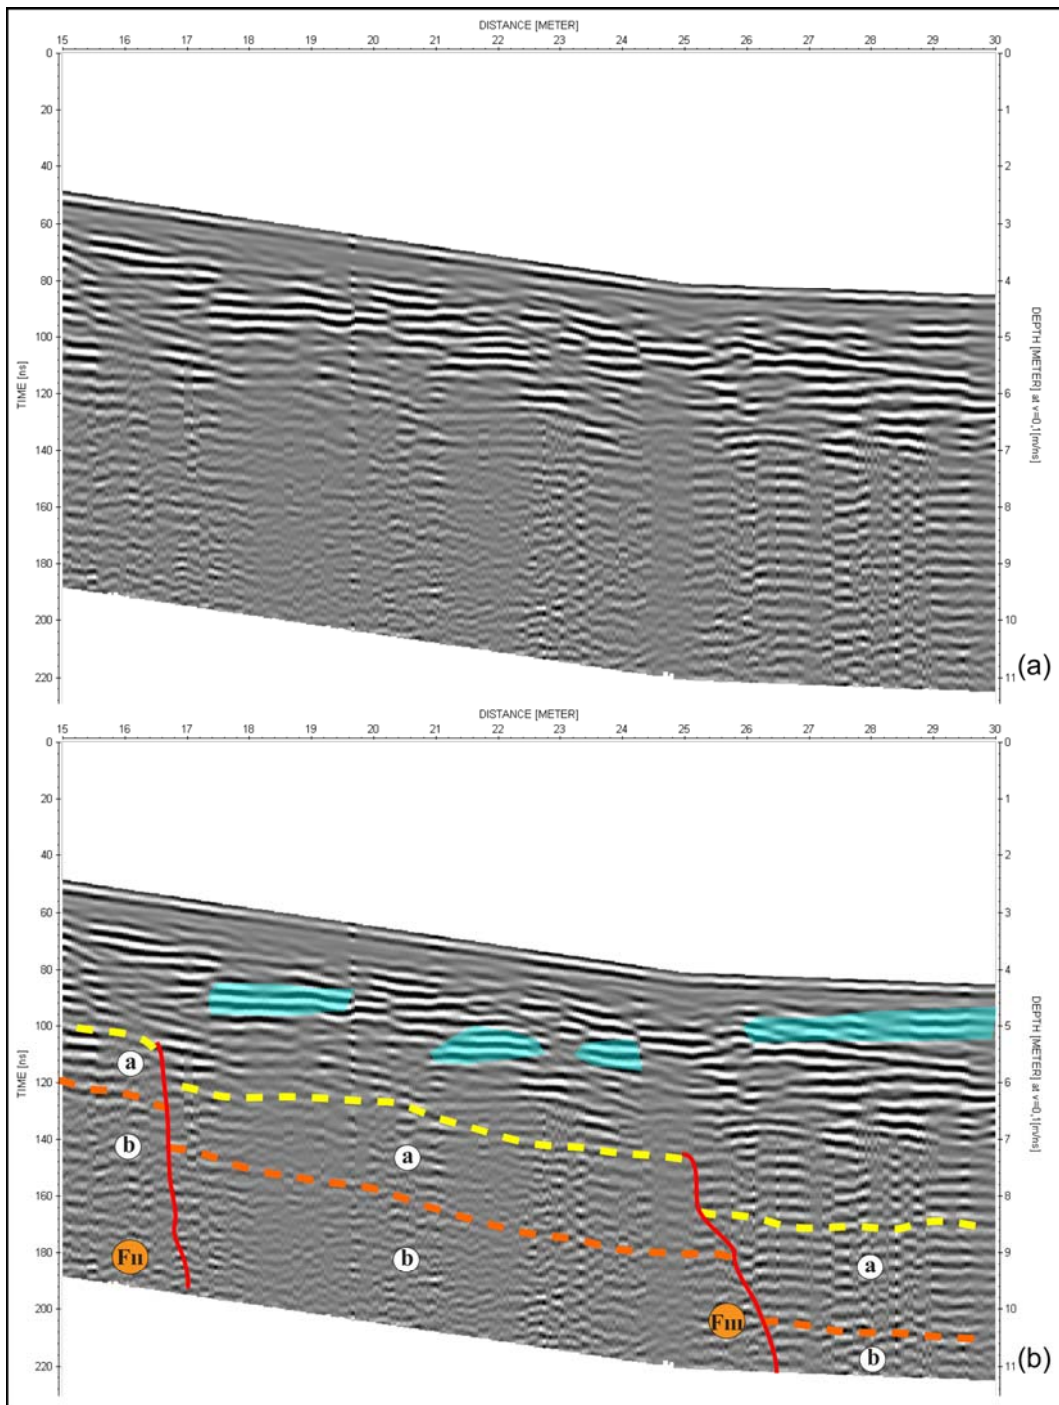 DISTANCE [METER]
15 16 17 18 19 20 21 22 23 24 25 26 27 28 29 30
0 0
20 1
40 2
60 3
80 4
100 5
120 6
140 7
160 8
180 9
200 10
220 11
TIME [ns]
DEPTH [METER] at v=0,1[m/ns]
(a)
DISTANCE [METER]
15 16 17 18 19 20 21 22 23 24 25 26 27 28 29 30
0 0
20 1
40 2
60 3
80 4
100 5
120 6
140 7
160 8
180 9
200 10
220 11
TIME [ns]
DEPTH [METER] at v=0,1[m/ns]
a
b
a
FII
b
a
FIII
b
(b)